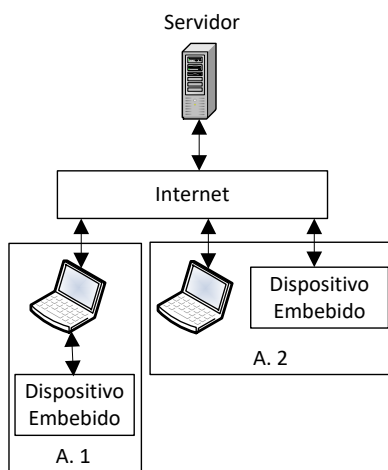 Servidor
Internet
Dispositivo
Embebido
A. 2
Dispositivo
Embebido
A. 1